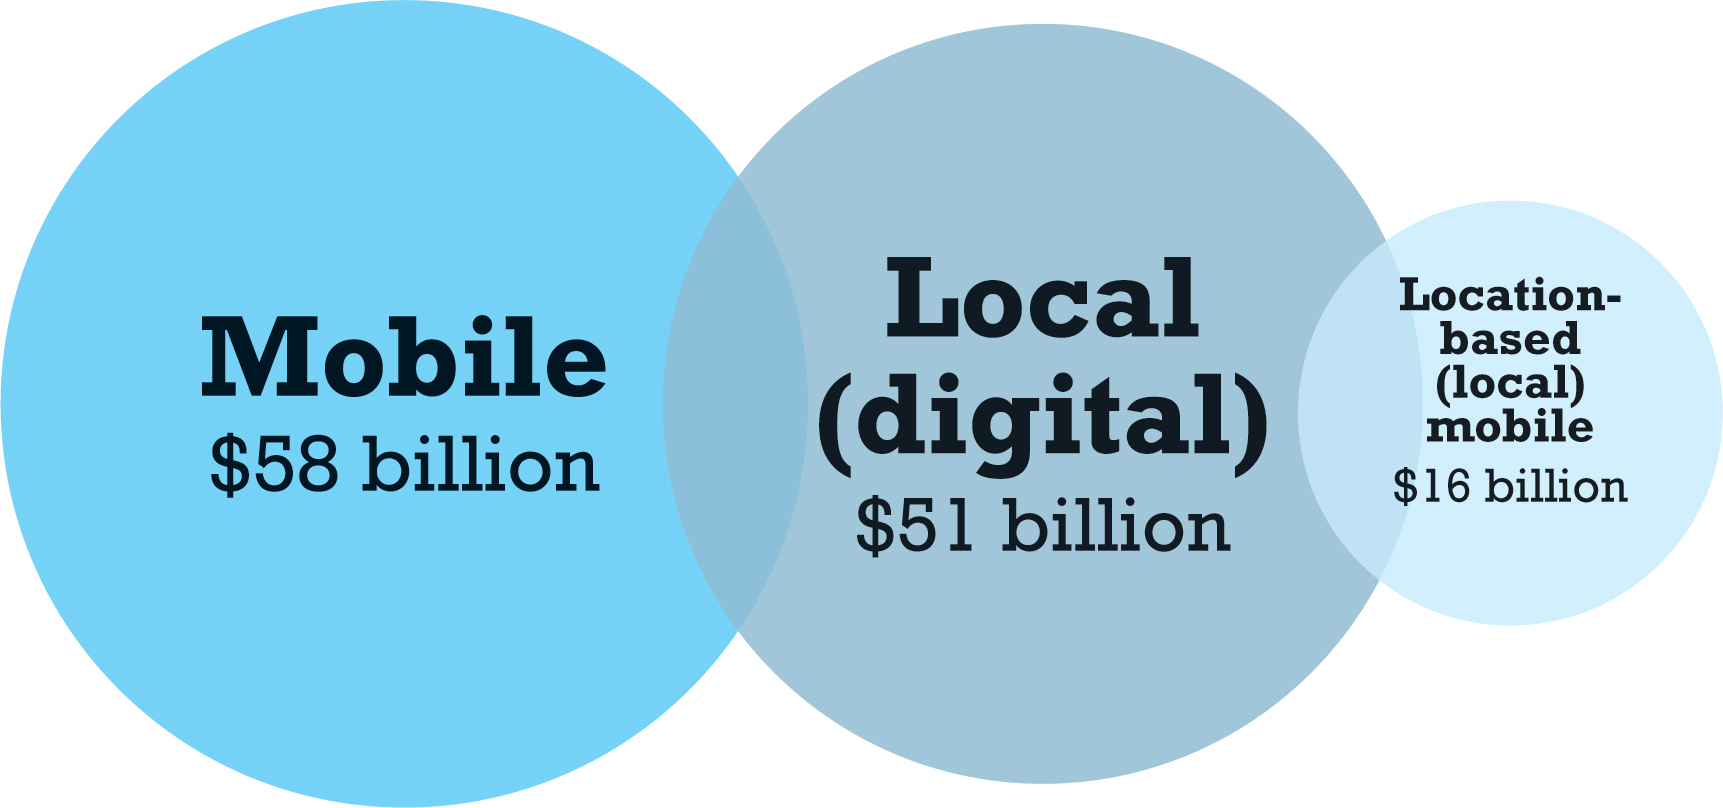 Mobile
$58 billion
Local
(digital)
$51 billion
Location-
based
(local)
mobile
$16 billion